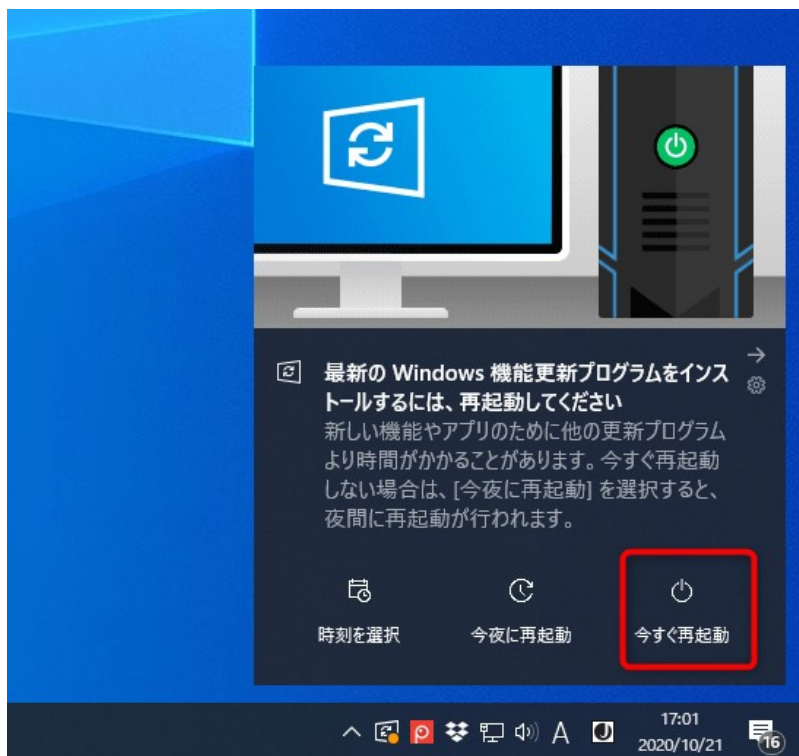 最新の Windows 機能更新プログラムをインス
トールするには、再起動してください
新しい機能やアプリのために他の更新プログラム
より時間がかかることがあります。今すぐ再起動
しない場合は、[今夜に再起動] を選択すると、
夜間に再起動が行われます。
時刻を選択 今夜に再起動 今すぐ再起動
A 17:01
2020/10/21 16